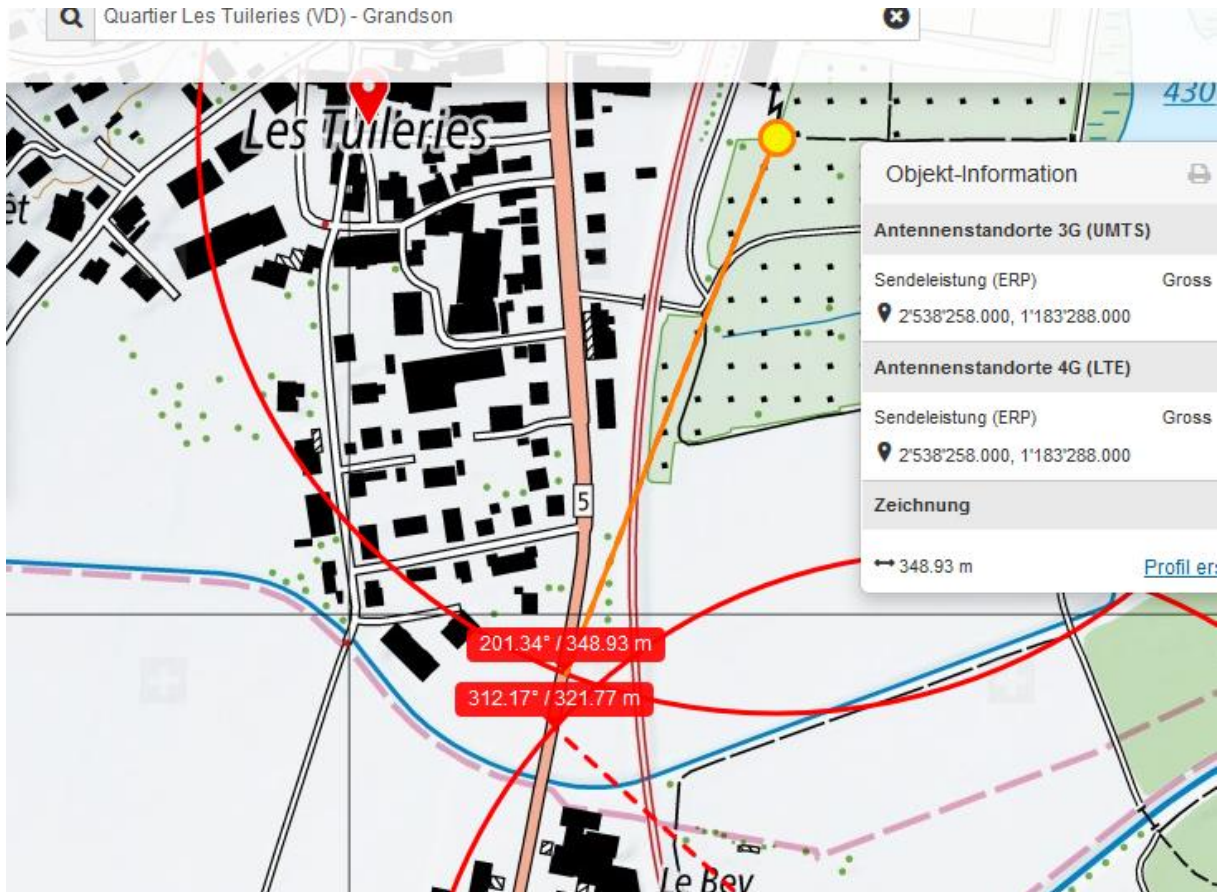 Quartier Les Tuileries (VD) - Grandson
430
Les Tuileries
Objekt-Information
Antennenstandorte 3G (UMTS)
Sendeleistung (ERP) Gross
2'538'258.000, 1'183'288.000
Antennenstandorte 4G (LTE)
Sendeleistung (ERP) Gross
2'538'258.000, 1'183'288.000
Zeichnung
348.93 m Profil ers
5
201.34° / 348.93 m
312.17° / 321.77 m
Le Bey